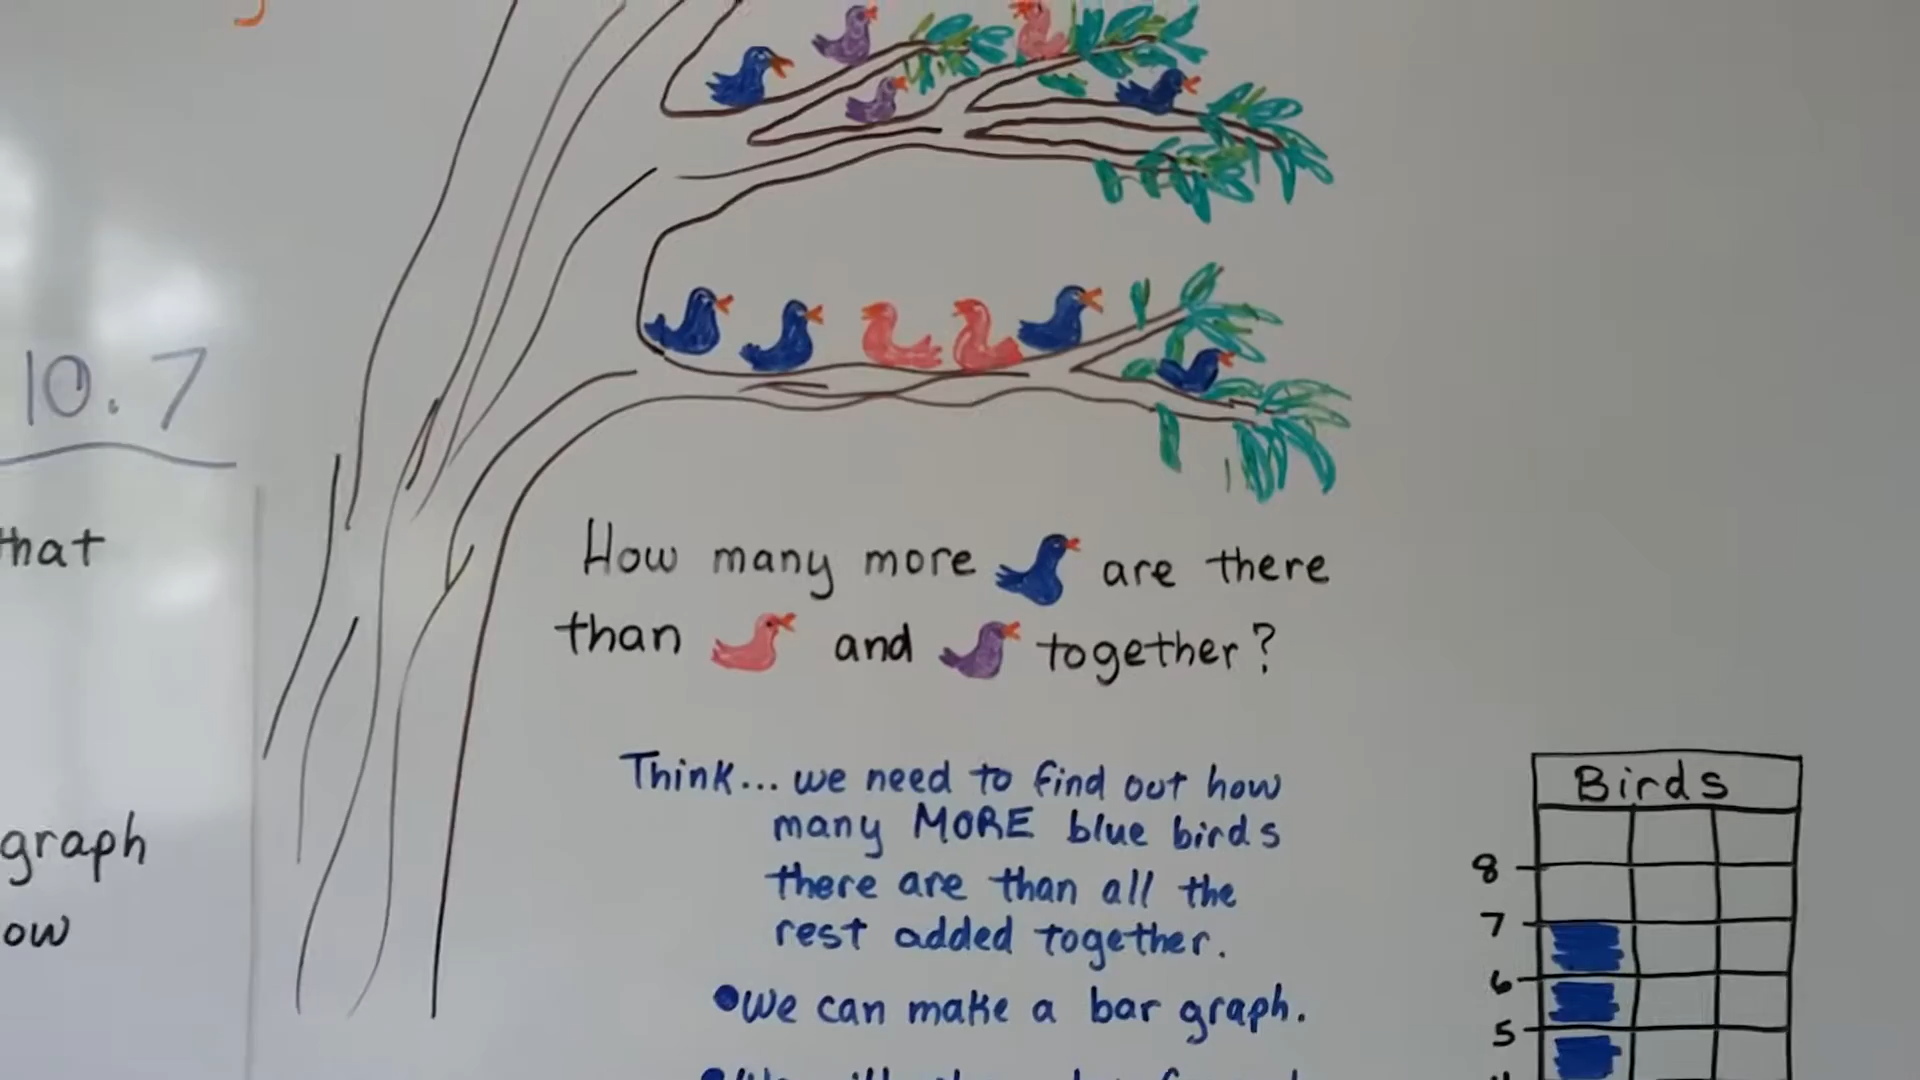 10.7
that
graph
ow
How many more are there
than and together?
Think... we need to find out how
many MORE blue birds
there are than all the
rest added together.
•We can make a bar graph.
Birds
8
7
6
5